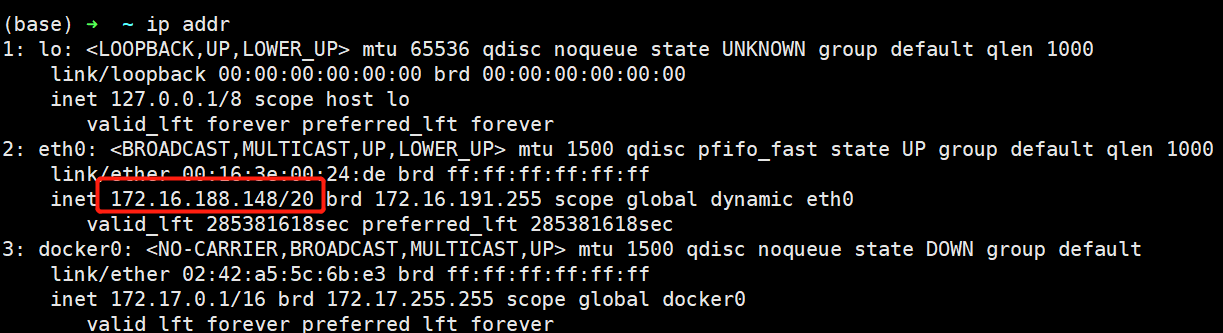 (base) ➜ ~ ip addr
1: lo: <LOOPBACK,UP,LOWER_UP> mtu 65536 qdisc noqueue state UNKNOWN group default qlen 1000
link/loopback 00:00:00:00:00:00 brd 00:00:00:00:00:00
inet 127.0.0.1/8 scope host lo
valid_lft forever preferred_lft forever
2: eth0: <BROADCAST,MULTICAST,UP,LOWER_UP> mtu 1500 qdisc pfifo_fast state UP group default qlen 1000
link/ether 00:16:3e:00:24:de brd ff:ff:ff:ff:ff:ff
inet 172.16.188.148/20 brd 172.16.191.255 scope global dynamic eth0
valid_lft 285381618sec preferred_lft 285381618sec
3: docker0: <NO-CARRIER,BROADCAST,MULTICAST,UP> mtu 1500 qdisc noqueue state DOWN group default
link/ether 02:42:a5:5c:6b:e3 brd ff:ff:ff:ff:ff:ff
inet 172.17.0.1/16 brd 172.17.255.255 scope global docker0
valid_lft forever preferred_lft forever